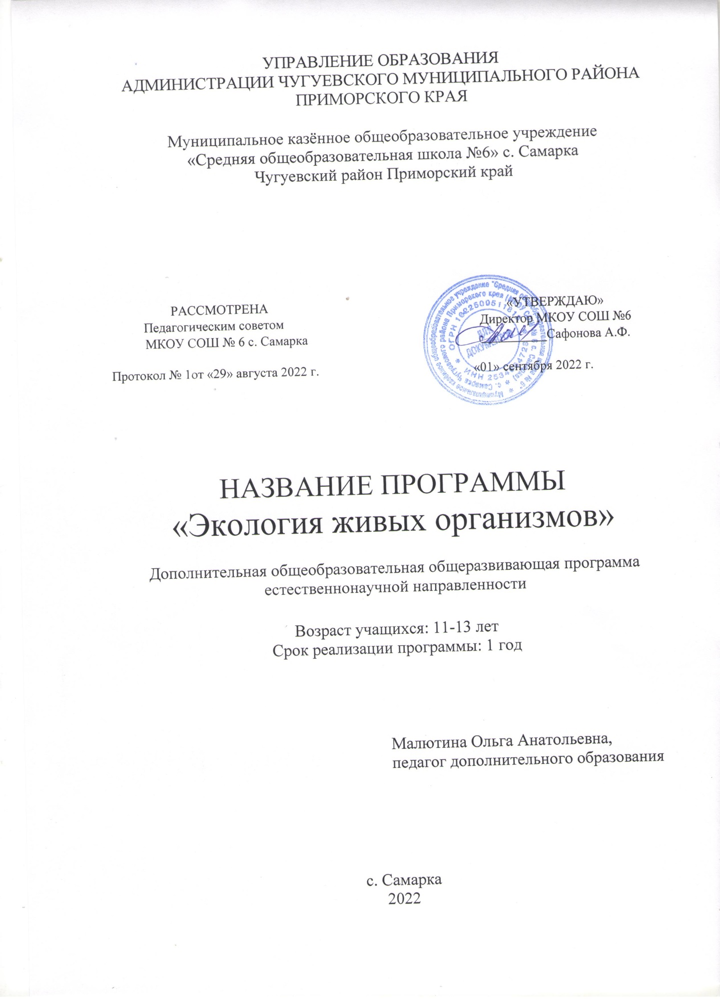 УПРАВЛЕНИЕ ОБРАЗОВАНИЯ
АДМИНИСТРАЦИИ ЧУГУЕВСКОГО МУНИЦИПАЛЬНОГО РАЙОНА
ПРИМОРСКОГО КРАЯ
Муниципальное казённое общеобразовательное учреждение
«Средняя общеобразовательная школа №6» с. Самарка
Чугуевский район Приморский край
РАССМОТРЕНА
Педагогическим советом
МКОУ СОШ № 6 с. Самарка
Протокол № 1от «29» августа 2022 г.
«УТВЕРЖДАЮ»
Директор МКОУ СОШ №6
__________Сафонова А.Ф.
«01» сентября 2022 г.
ДЛЯ
ДОКУМЕНТОВ
НАЗВАНИЕ ПРОГРАММЫ
«Экология живых организмов»
Дополнительная общеобразовательная общеразвивающая программа
естественнонаучной направленности
Возраст учащихся: 11-13 лет
Срок реализации программы: 1 год
Малютина Ольга Анатольевна,
педагог дополнительного образования
с. Самарка
2022